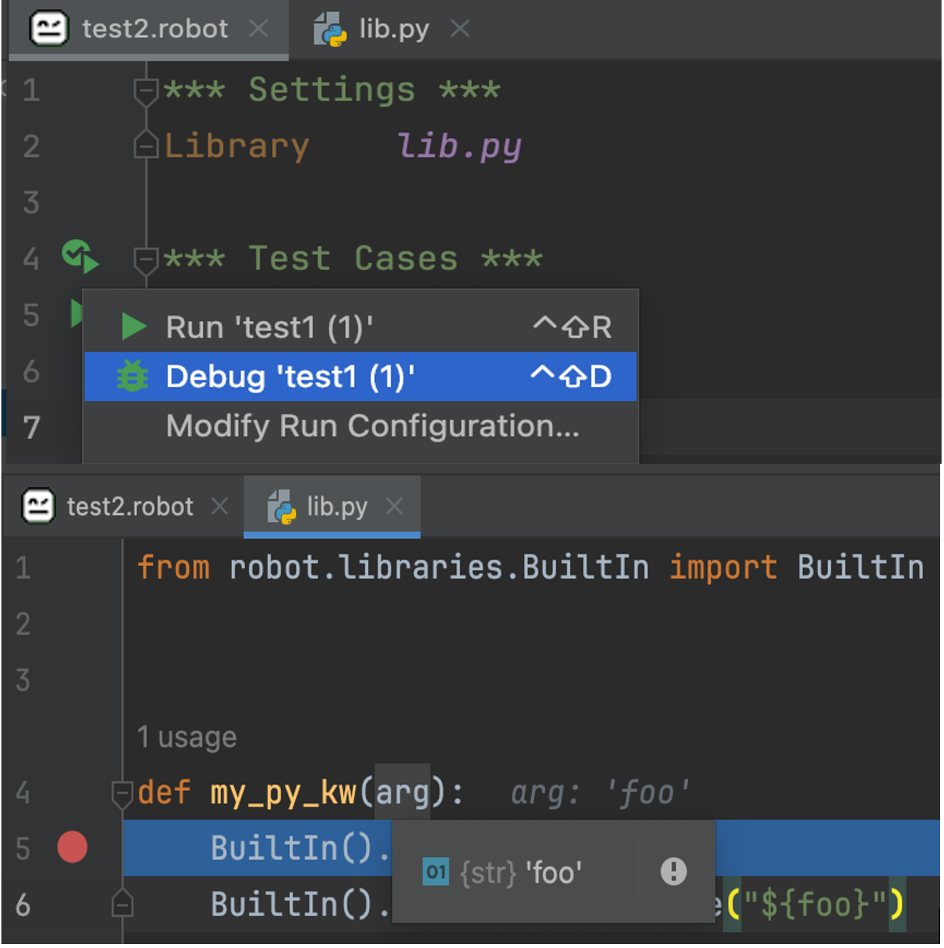 test2.robot × lib.py ×
1 *** Settings ***
2 Library lib.py
3
4 *** Test Cases ***
5 Run 'test1 (1)' ^⇧R
6 Debug 'test1 (1)' ^⇧D
7 Modify Run Configuration...
test2.robot × lib.py ×
1 from robot.libraries.BuiltIn import BuiltIn
2
3
1 usage
4 def my_py_kw(arg): arg: 'foo'
5 BuiltIn().
01 {str} 'foo'
6 BuiltIn(). e("${foo}")